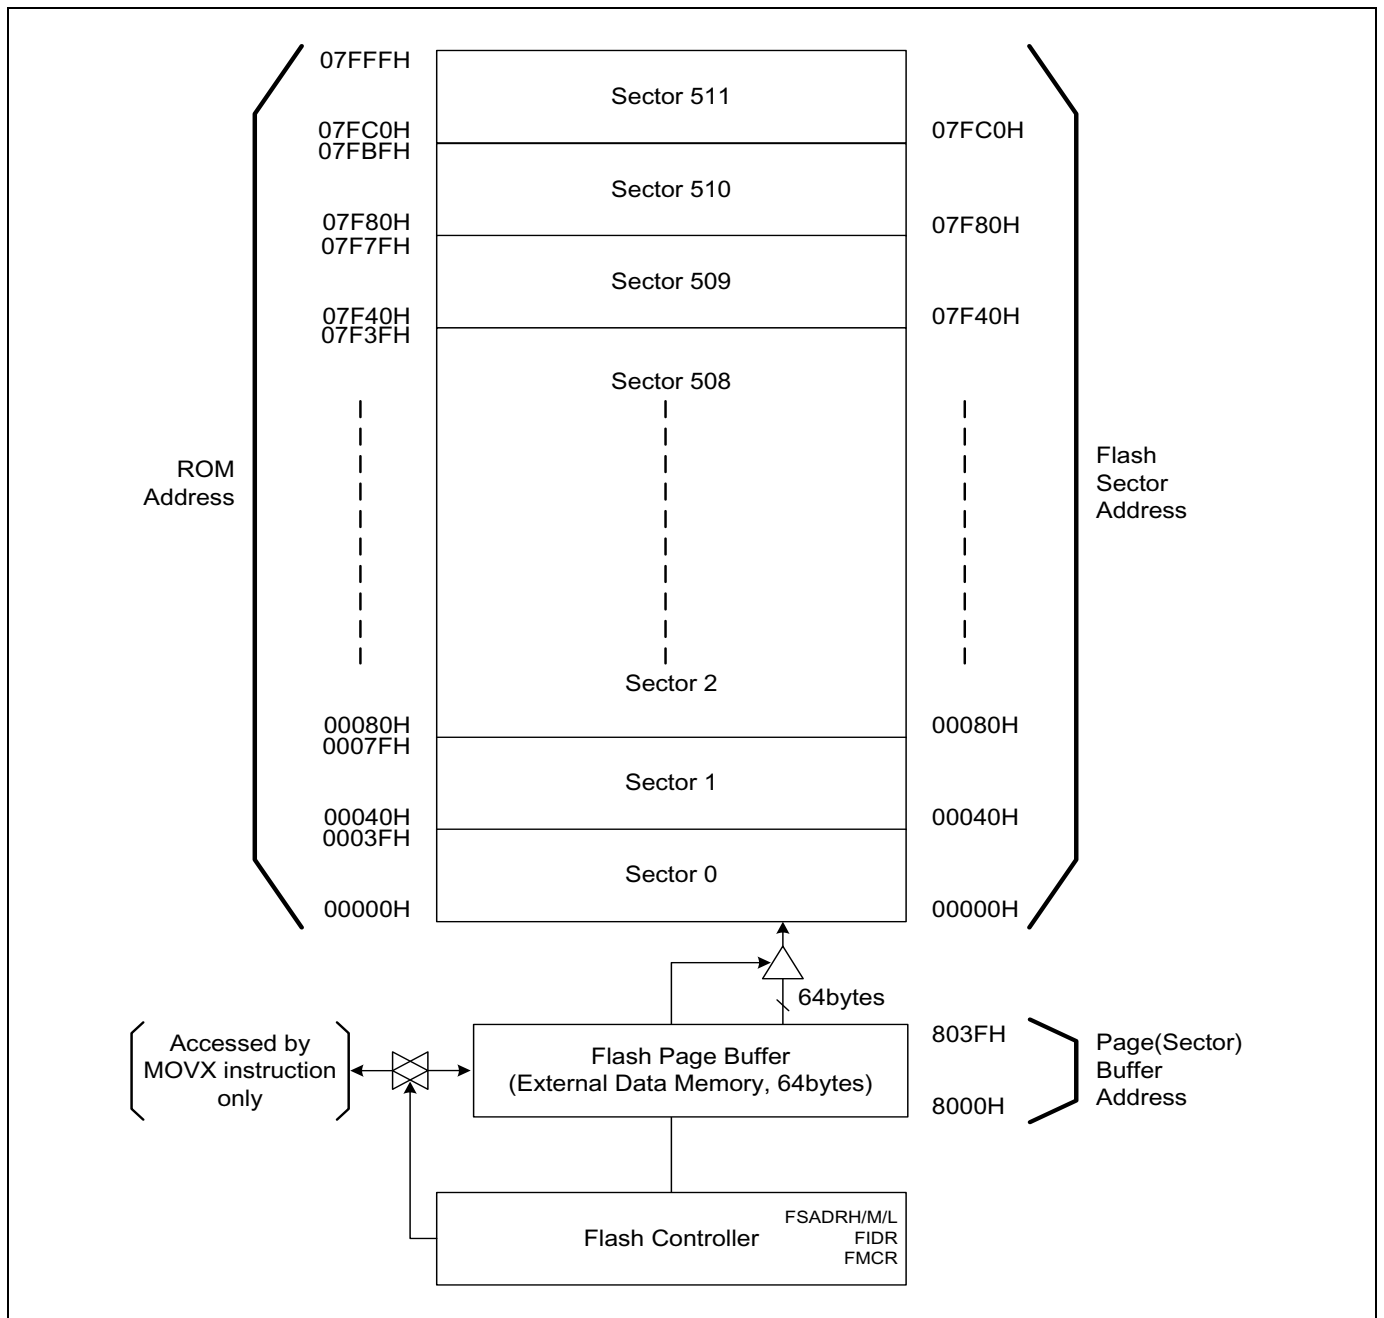 07FFFH
Sector 511
07FC0H
07FC0H
07FBFH
Sector 510
07F80H
07F80H
07F7FH
Sector 509
07F40H
07F40H
07F3FH
Sector 508
ROM
Address
Flash
Sector
Address
Sector 2
00080H
00080H
0007FH
Sector 1
00040H
00040H
0003FH
Sector 0
00000H
00000H
64bytes
Accessed by
MOVX instruction
only
Flash Page Buffer
(External Data Memory, 64bytes)
803FH
8000H
Page(Sector)
Buffer
Address
Flash Controller
FSADRH/M/L
FIDR
FMCR